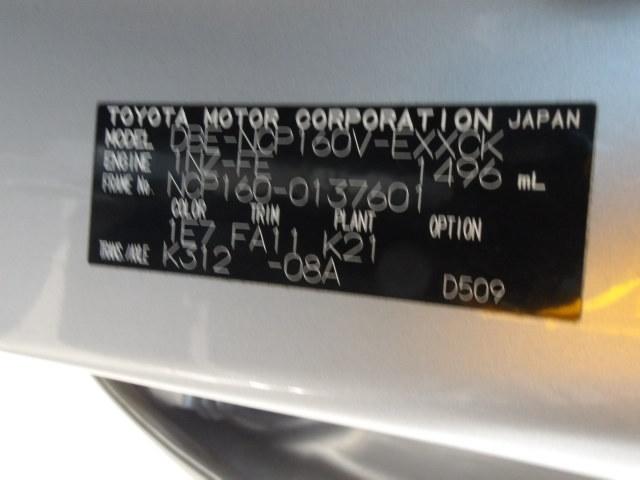 TOYOTA MOTOR CORPORATION JAPAN
MODEL DBE-NCP160V-EXXCK
ENGINE 1NZ-FE 1496 mL
FRAME No. NCP160-0137601
COLOR TRIM PLANT OPTION
1E7 FA11 K21
TRANS./AXLE K312 -08A
D509